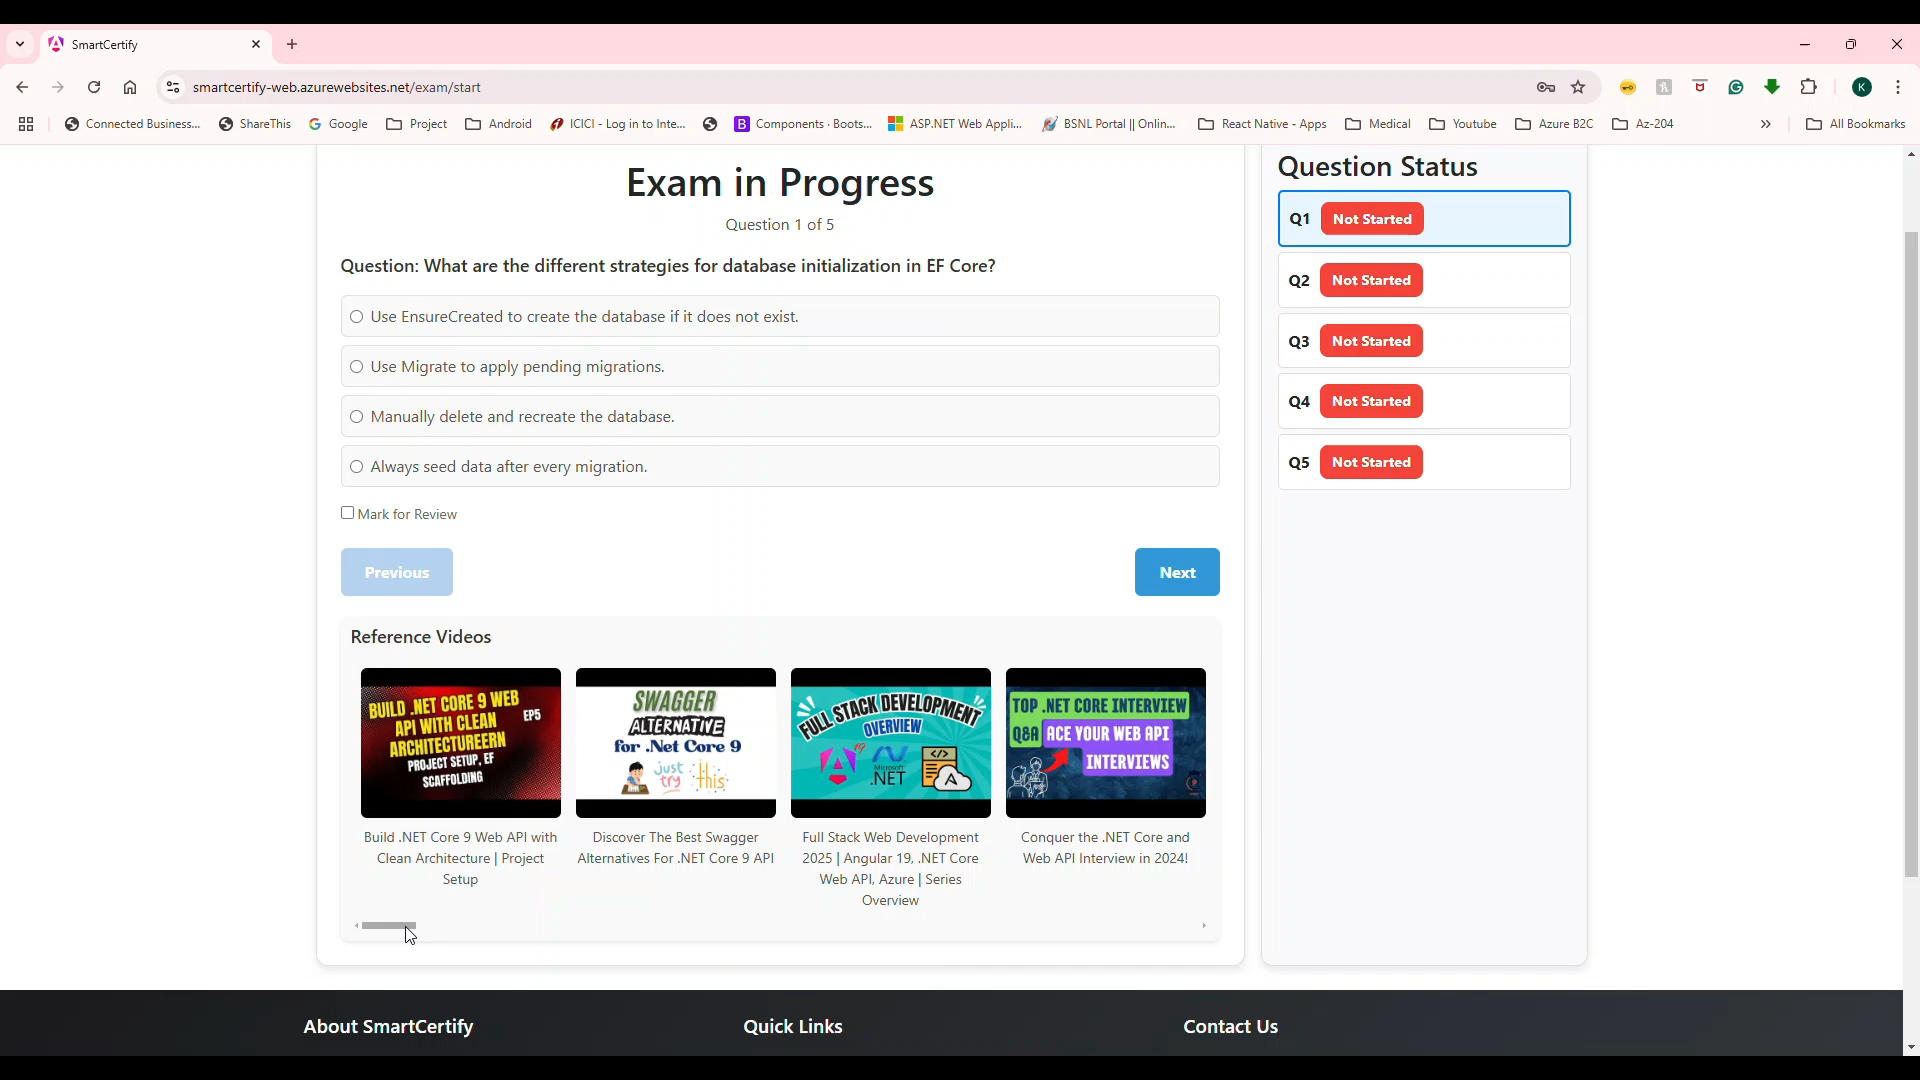 SmartCertify
smartcertify-web.azurewebsites.net/exam/start
K
Connected Business...
ShareThis
Google
Project
Android
ICICI - Log in to Inte...
B Components · Boots...
ASP.NET Web Appli...
BSNL Portal || Onlin...
React Native - Apps
Medical
Youtube
Azure B2C
Az-204
»
All Bookmarks
Exam in Progress
Question 1 of 5
Question: What are the different strategies for database initialization in EF Core?
Use EnsureCreated to create the database if it does not exist.
Use Migrate to apply pending migrations.
Manually delete and recreate the database.
Always seed data after every migration.
Mark for Review
Previous
Next
Question Status
Q1 Not Started
Q2 Not Started
Q3 Not Started
Q4 Not Started
Q5 Not Started
Reference Videos
BUILD .NET CORE 9 WEB
API WITH CLEAN
ARCHITECTUREERN
PROJECT SETUP, EF
SCAFFOLDING
EP5
Build .NET Core 9 Web API with
Clean Architecture | Project
Setup
SWAGGER
ALTERNATIVE
for .Net Core 9
just
try this
Discover The Best Swagger
Alternatives For .NET Core 9 API
FULL STACK DEVELOPMENT
OVERVIEW
19
Microsoft
.NET
</>
A
Full Stack Web Development
2025 | Angular 19, .NET Core
Web API, Azure | Series
Overview
TOP .NET CORE INTERVIEW
Q&A ACE YOUR WEB API
INTERVIEWS
Conquer the .NET Core and
Web API Interview in 2024!
About SmartCertify
Quick Links
Contact Us